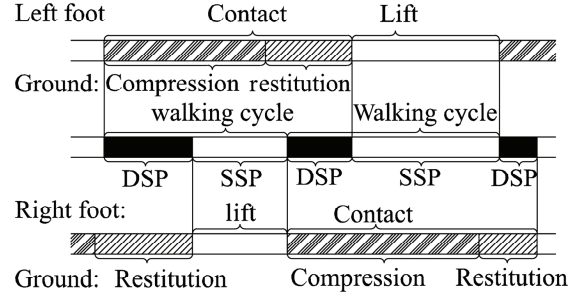 Left foot Contact Lift
Ground: Compression restitution
walking cycle Walking cycle
DSP SSP DSP SSP DSP
Right foot: lift Contact
Ground: Restitution Compression Restitution